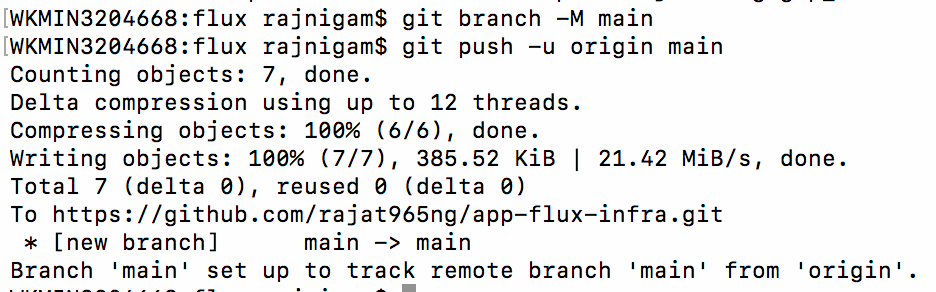 [WKMIN3204668:flux rajnigam$ git branch -M main
[WKMIN3204668:flux rajnigam$ git push -u origin main
Counting objects: 7, done.
Delta compression using up to 12 threads.
Compressing objects: 100% (6/6), done.
Writing objects: 100% (7/7), 385.52 KiB | 21.42 MiB/s, done.
Total 7 (delta 0), reused 0 (delta 0)
To https://github.com/rajat965ng/app-flux-infra.git
 * [new branch]      main -> main
Branch 'main' set up to track remote branch 'main' from 'origin'.